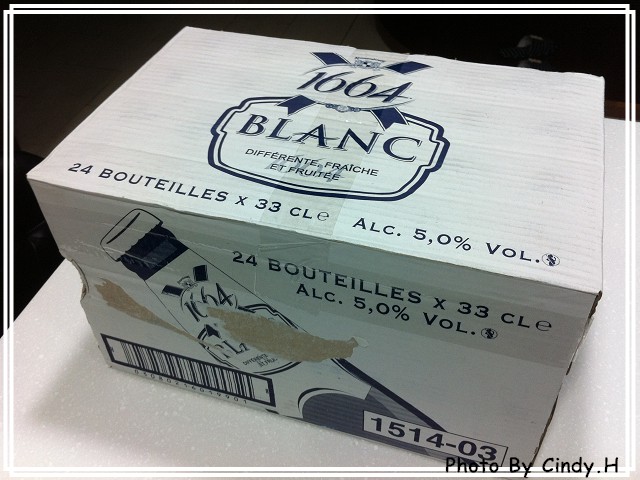 1664
BLANC
DIFFÉRENTE, FRAÎCHE
ET FRUITÉE
24 BOUTEILLES X 33 CL e
ALC. 5,0% VOL.
24 BOUTEILLES X 33 CL e
ALC. 5,0% VOL.
1664
1514-03
Photo By Cindy.H